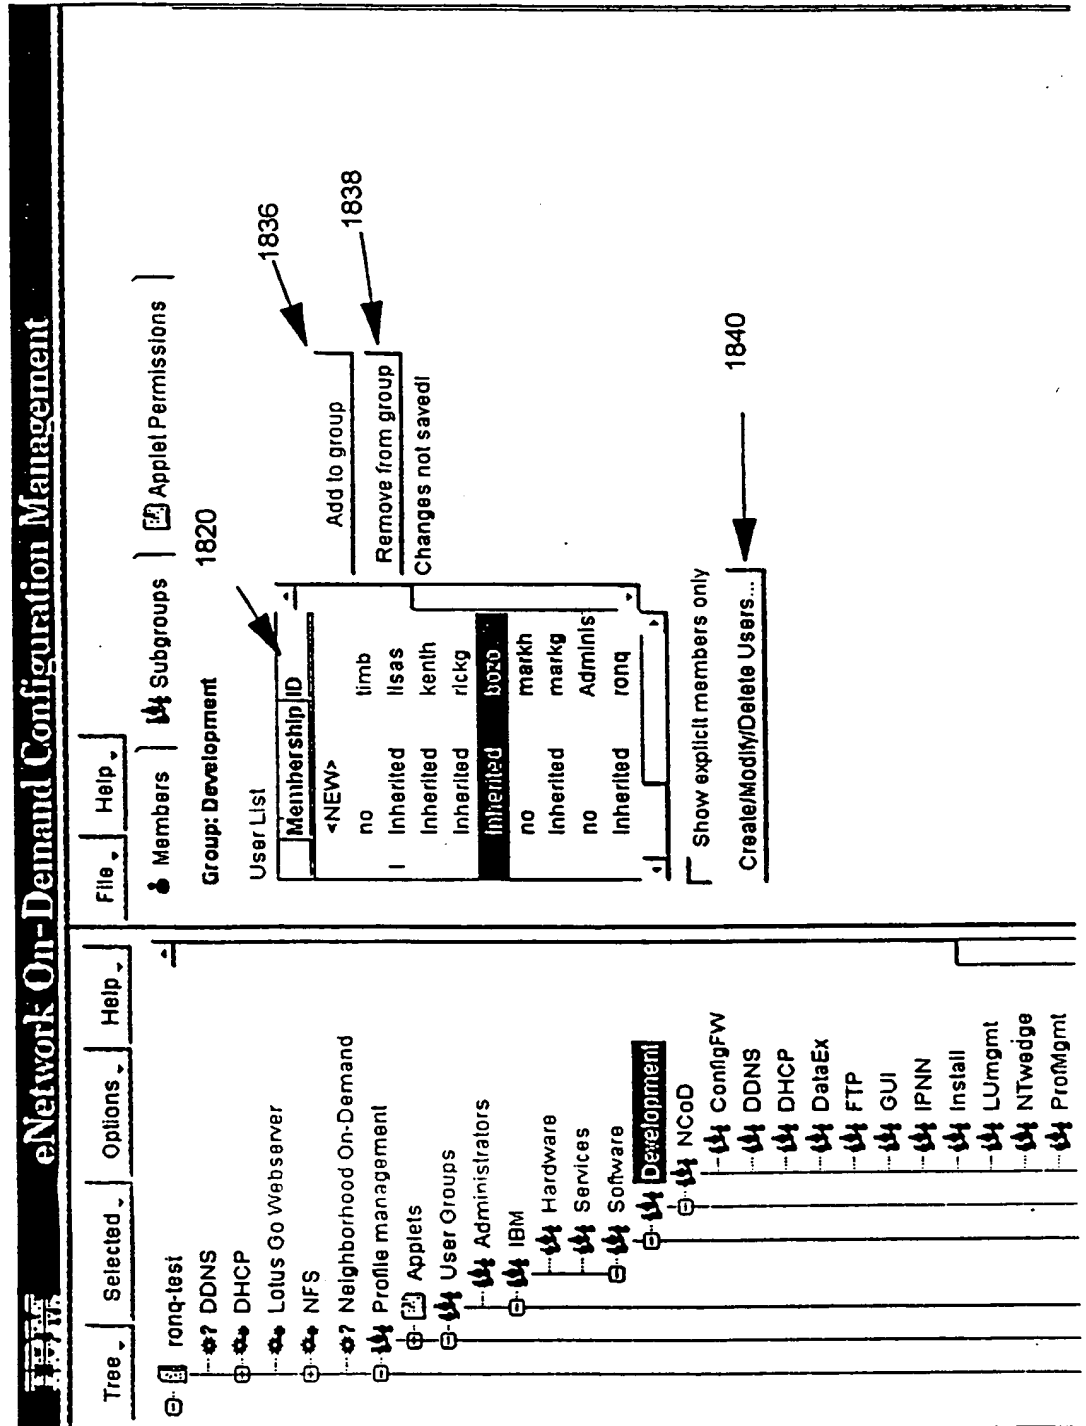 IBM eNetwork On-Demand Configuration Management
Tree Selected Options Help
ronq-test
? DDNS
DHCP
Lotus Go Webserver
NFS
? Neighborhood On-Demand
Profile management
Applets
User Groups
Administrators
IBM
Hardware
Services
Software
Development
NCoD
ConfigFW
DDNS
DHCP
DataEx
FTP
GUI
IPNN
Install
LUmgmt
NTwedge
ProfMgmt
File Help
Members Subgroups Applet Permissions
Group: Development
1820
User List
Membership ID
<NEW>
no timb
Inherited lisas
Inherited kenth
Inherited rickg
Inherited bozo
no markh
Inherited markg
no Adminis
Inherited ronq
Add to group
1836
Remove from group
1838
Changes not saved!
Show explicit members only
Create/Modify/Delete Users...
1840